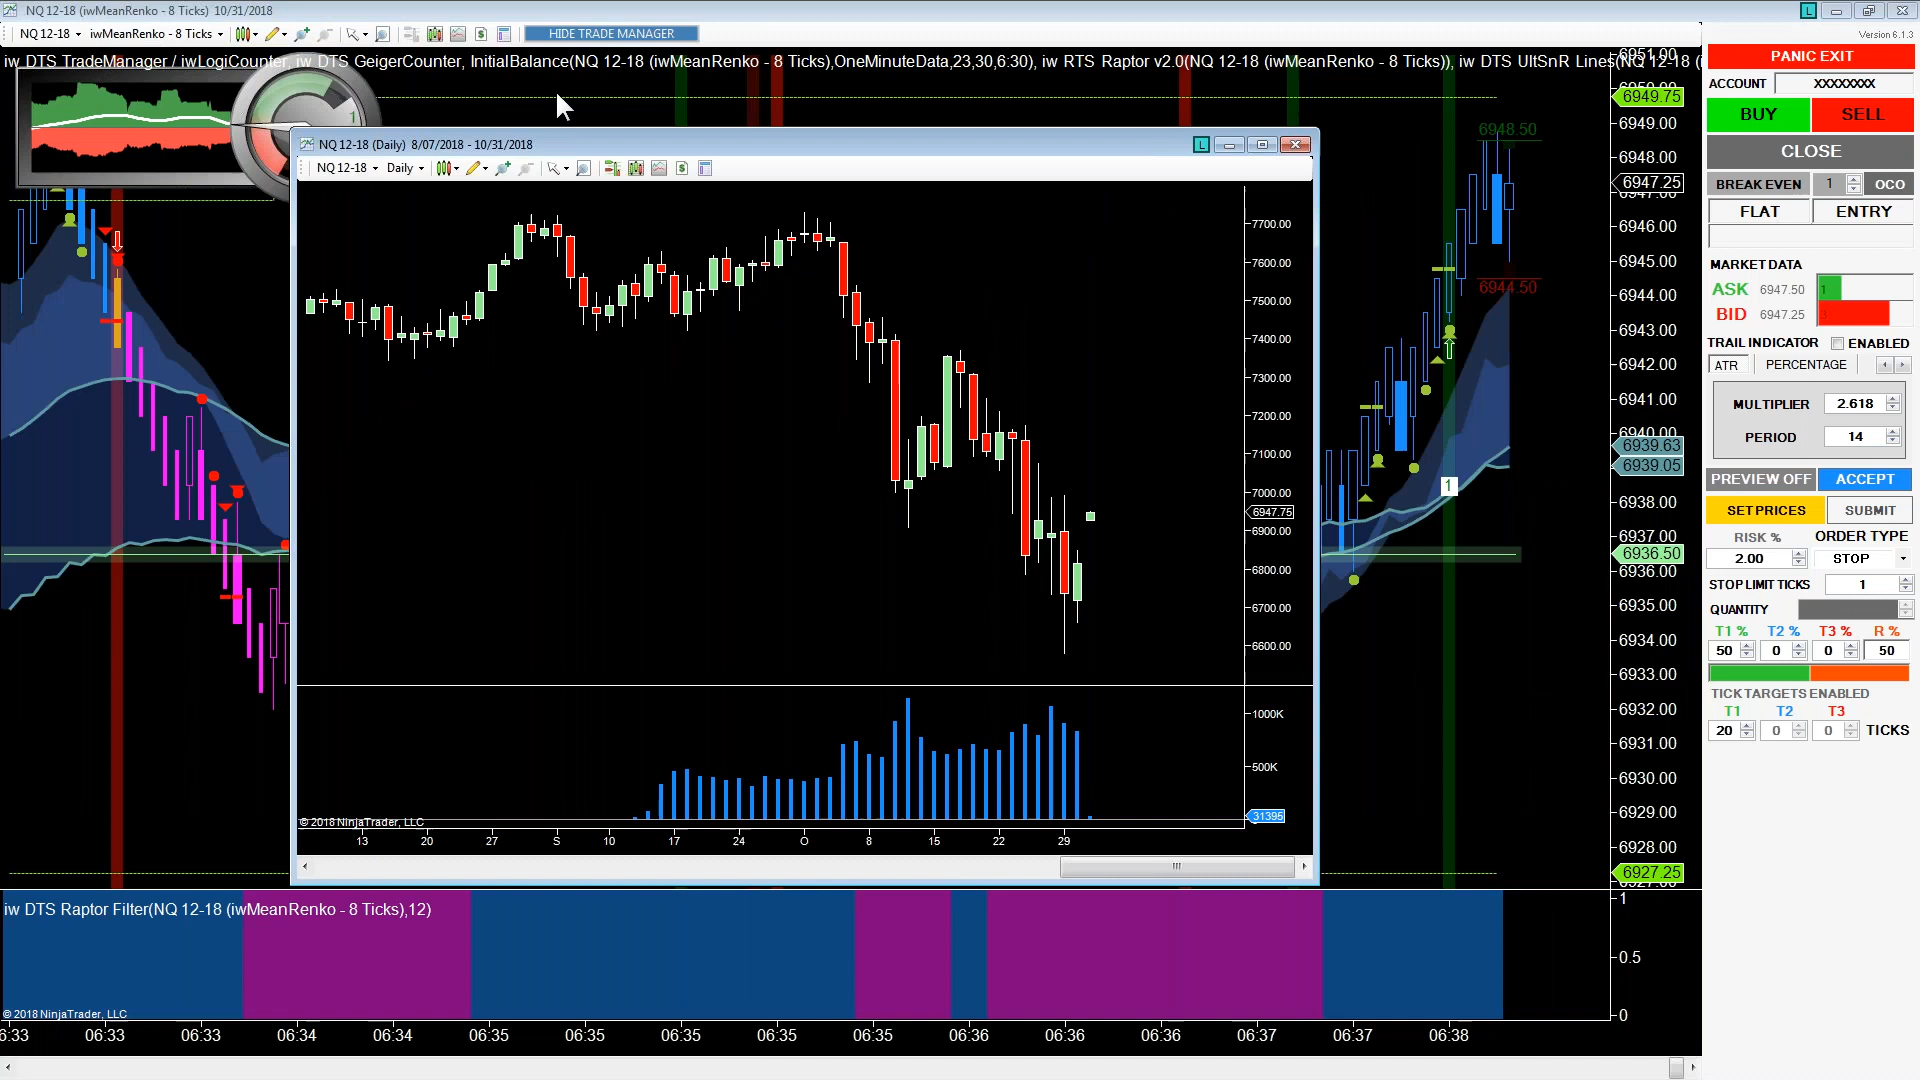 NQ 12-18 (iwMeanRenko - 8 Ticks) 10/31/2018
L
NQ 12-18 iwMeanRenko - 8 Ticks HIDE TRADE MANAGER
Version 6.1.3
iw DTS TradeManager / iwLogiCounter, iw DTS GeigerCounter, InitialBalance(NQ 12-18 (iwMeanRenko - 8 Ticks),OneMinuteData,23,30,6:30), iw RTS Raptor v2.0(NQ 12-18 (iwMeanRenko - 8 Ticks)), iw DTS UltSnR Lines(NQ 12-18
1
NQ 12-18 (Daily) 8/07/2018 - 10/31/2018
L
NQ 12-18 Daily
7700.00
7600.00
7500.00
7400.00
7300.00
7200.00
7100.00
7000.00
6947.75
6900.00
6800.00
6700.00
6600.00
1000K
500K
31395
© 2018 NinjaTrader, LLC
13 20 27 S 10 17 24 O 8 15 22 29
6948.50
6944.50
1
6951.00
6949.75
6949.00
6948.00
6947.25
6946.00
6945.00
6944.00
6943.00
6942.00
6941.00
6940.00
6939.63
6939.05
6938.00
6937.00
6936.50
6936.00
6935.00
6934.00
6933.00
6932.00
6931.00
6930.00
6929.00
6928.00
6927.25
iw DTS Raptor Filter(NQ 12-18 (iwMeanRenko - 8 Ticks),12)
1
0.5
0
© 2018 NinjaTrader, LLC
6:33 06:33 06:33 06:34 06:34 06:35 06:35 06:35 06:35 06:35 06:36 06:36 06:36 06:37 06:37 06:38
PANIC EXIT
ACCOUNT XXXXXXXX
BUY SELL
CLOSE
BREAK EVEN 1 OCO
FLAT ENTRY
MARKET DATA
ASK 6947.50 1
BID 6947.25 3
TRAIL INDICATOR ENABLED
ATR PERCENTAGE
MULTIPLIER 2.618
PERIOD 14
PREVIEW OFF ACCEPT
SET PRICES SUBMIT
RISK % ORDER TYPE
2.00 STOP
STOP LIMIT TICKS 1
QUANTITY
T1 % T2 % T3 % R %
50 0 0 50
TICK TARGETS ENABLED
T1 T2 T3
20 0 0 TICKS